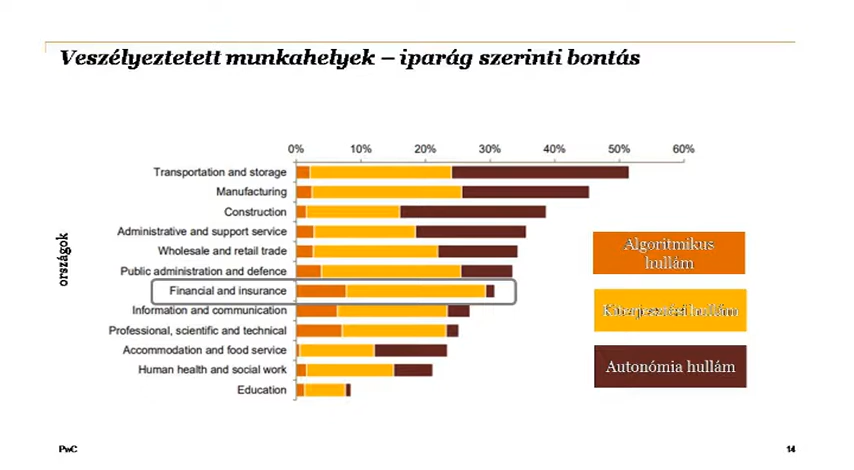 Veszélyeztetett munkahelyek – iparág szerinti bontás
0% 10% 20% 30% 40% 50% 60%
Transportation and storage
Manufacturing
Construction
Administrative and support service
Wholesale and retail trade
Public administration and defence
Financial and insurance
Information and communication
Professional, scientific and technical
Accommodation and food service
Human health and social work
Education
országok
Algoritmikus
hullám
Kiterjesztési hullám
Autonómia hullám
PwC
14